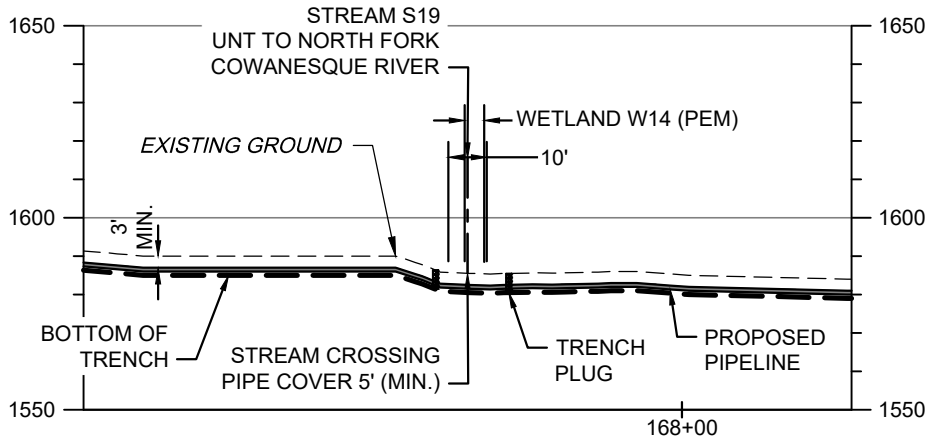 1650
STREAM S19
UNT TO NORTH FORK
COWANESQUE RIVER
1650
WETLAND W14 (PEM)
EXISTING GROUND
10'
1600
3'
MIN.
1600
BOTTOM OF
TRENCH
STREAM CROSSING
PIPE COVER 5' (MIN.)
TRENCH
PLUG
PROPOSED
PIPELINE
1550
1550
168+00